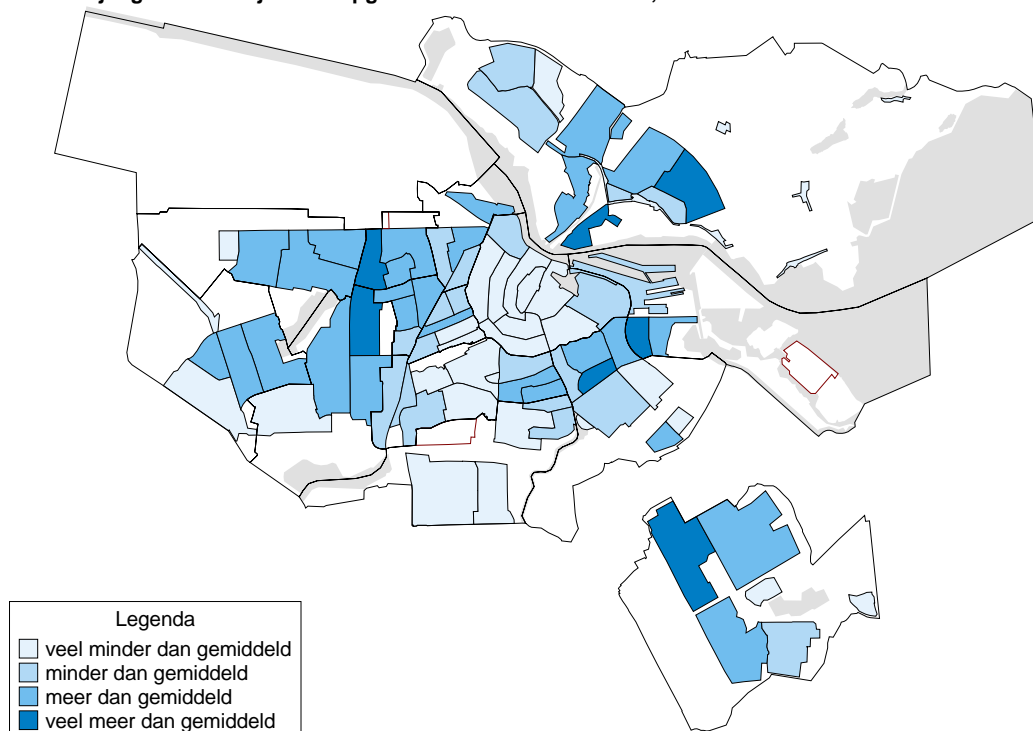 Legenda
veel minder dan gemiddeld
minder dan gemiddeld
meer dan gemiddeld
veel meer dan gemiddeld